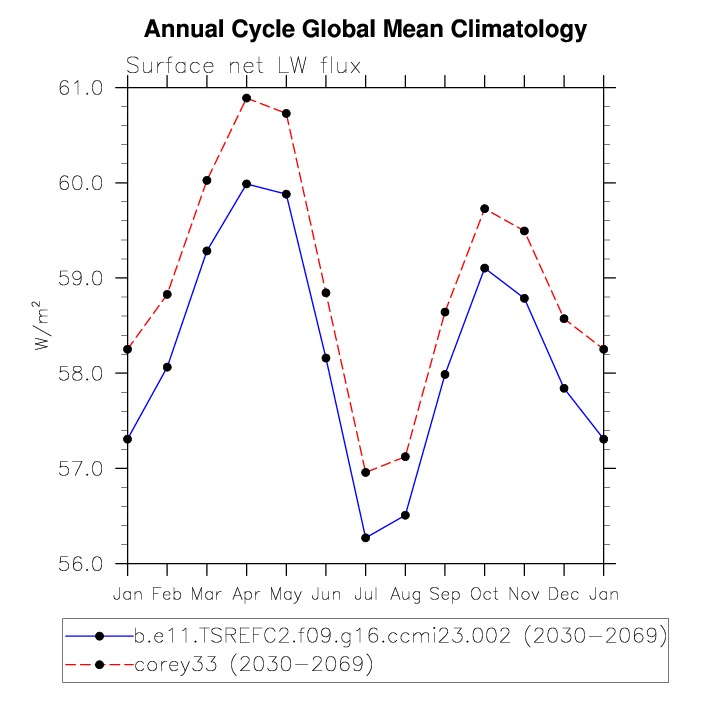 Annual Cycle Global Mean Climatology
Surface net LW flux
61.0
60.0
59.0
58.0
57.0
56.0
W/m²
Jan Feb Mar Apr May Jun Jul Aug Sep Oct Nov Dec Jan
b.e11.TSREFC2.f09.g16.ccmi23.002 (2030-2069)
corey33 (2030-2069)